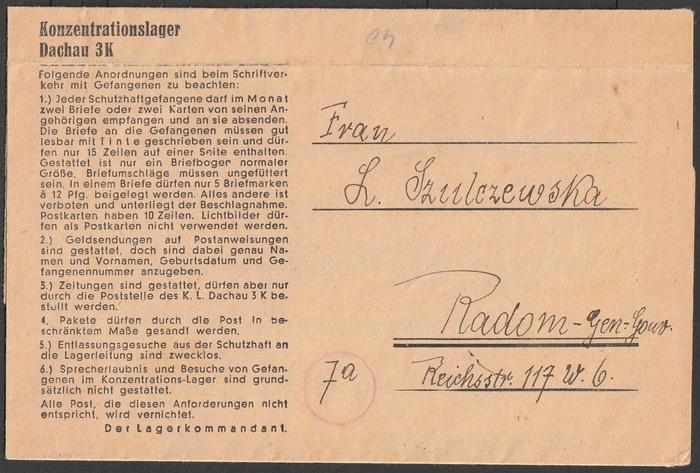 Konzentrationslager
Dachau 3K
Folgende Anordnungen sind beim Schriftver-
kehr mit Gefangenen zu beachten:
1.) Jeder Schutzhaftgefangene darf im Monat
zwei Briefe oder zwei Karten von seinen An-
gehörigen empfangen und an sie absenden.
Die Briefe an die Gefangenen müssen gut
lesbar mit Tinte geschrieben sein und dür-
fen nur 15 Zeilen auf einer Seite enthalten.
Gestattet ist nur ein Briefboger normaler
Größe. Briefumschläge müssen ungefüttert
sein. In einem Briefe dürfen nur 5 Briefmarken
à 12 Pfg. beigelegt werden. Alles andere ist
verboten und unterliegt der Beschlagnahme.
Postkarten haben 10 Zeilen. Lichtbilder dür-
fen als Postkarten nicht verwendet werden.
2.) Geldsendungen auf Postanweisungen
sind gestattet, doch sind dabei genau Na-
men und Vornamen, Geburtsdatum und Ge-
fangenennummer anzugeben.
3.) Zeitungen sind gestattet, dürfen aber nur
durch die Poststelle des K. L. Dachau 3 K be-
stellt werden.
4. Pakete dürfen durch die Post in be-
schränktem Maße gesandt werden.
5.) Entlassungsgesuche aus der Schutzhaft an
die Lagerleitung sind zwecklos.
6.) Sprecherlaubnis und Besuche von Gefan-
genen im Konzentrations-Lager sind grund-
sätzlich nicht gestattet.
Alle Post, die diesen Anforderungen nicht
entspricht, wird vernichtet.
Der Lagerkommandant.
Frau
L. Szulczewska
Radom-Gen-Gouv.
Reichsstr. 117 W. 6.
7a